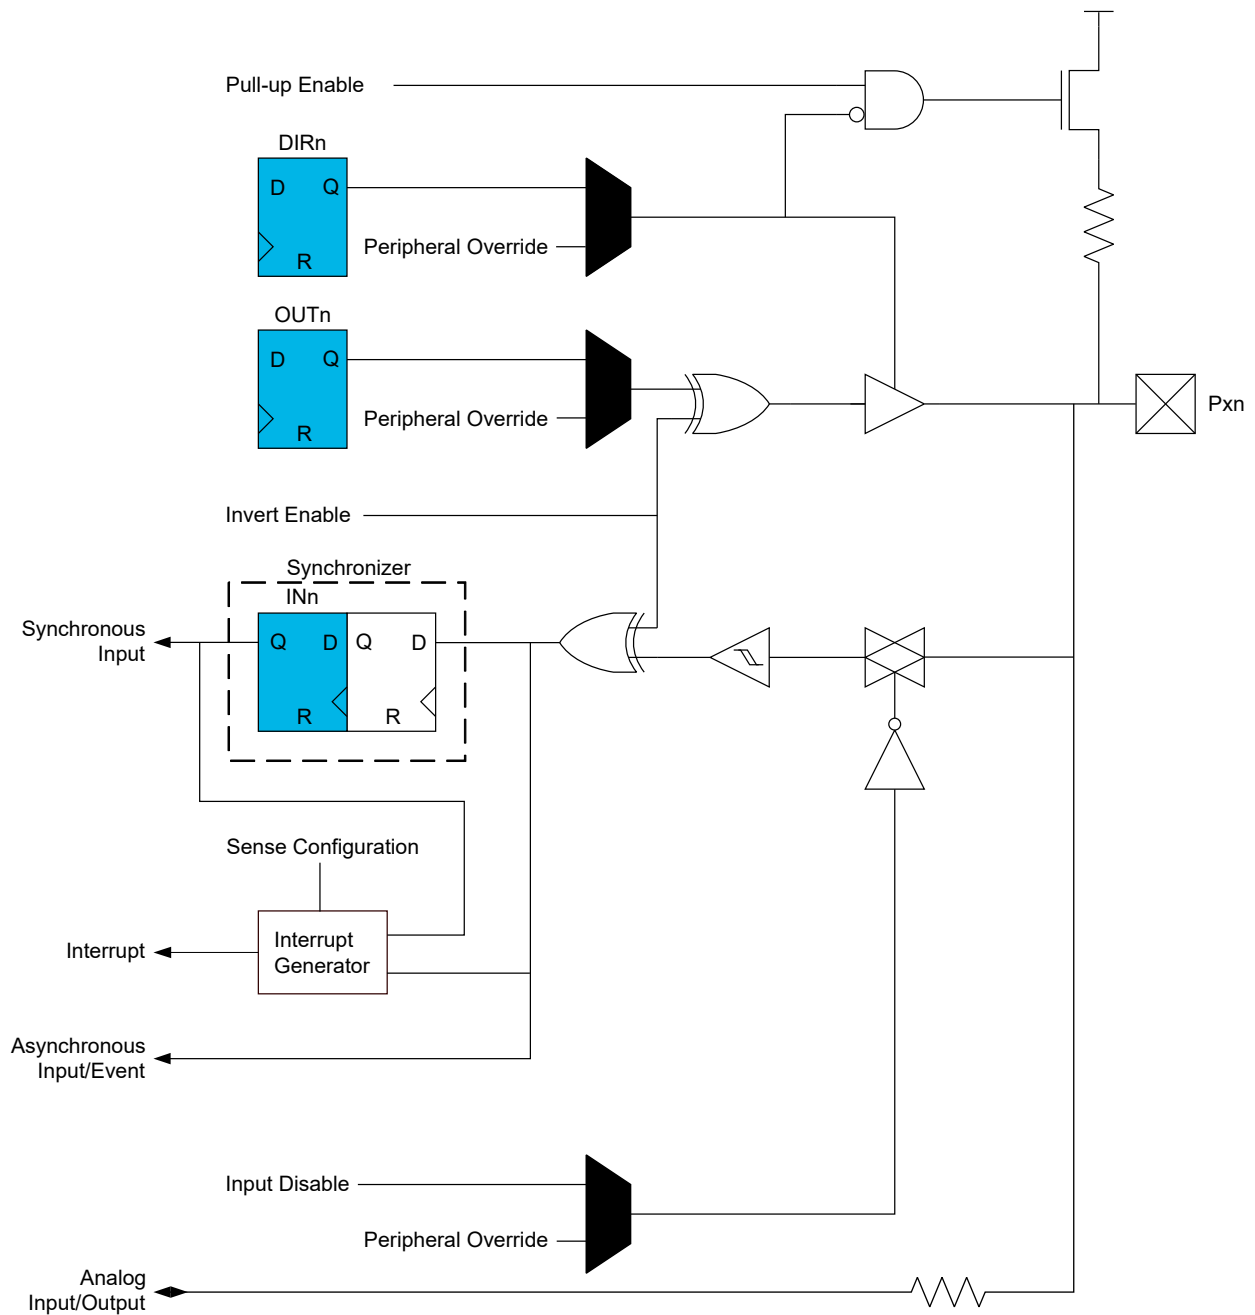 Pull-up Enable
DIRn
D Q
Peripheral Override
R
OUTn
D Q
Pxn
Peripheral Override
R
Invert Enable
Synchronizer
INn
Synchronous
Input
Q D Q D
R R
Sense Configuration
Interrupt
Interrupt
Generator
Asynchronous
Input/Event
Input Disable
Peripheral Override
Analog
Input/Output